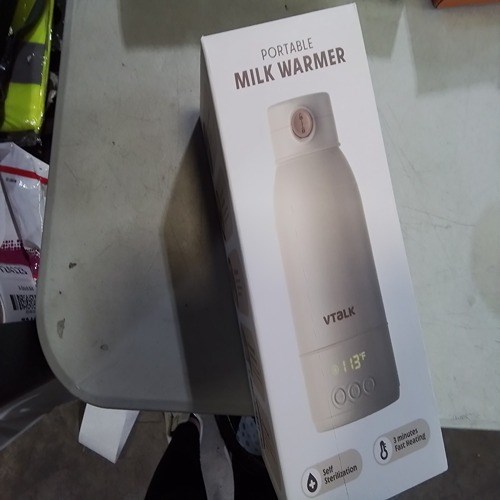 PORTABLE
MILK WARMER
VTALK
113°F
Self
Sterilization
3 minutes
Fast Heating